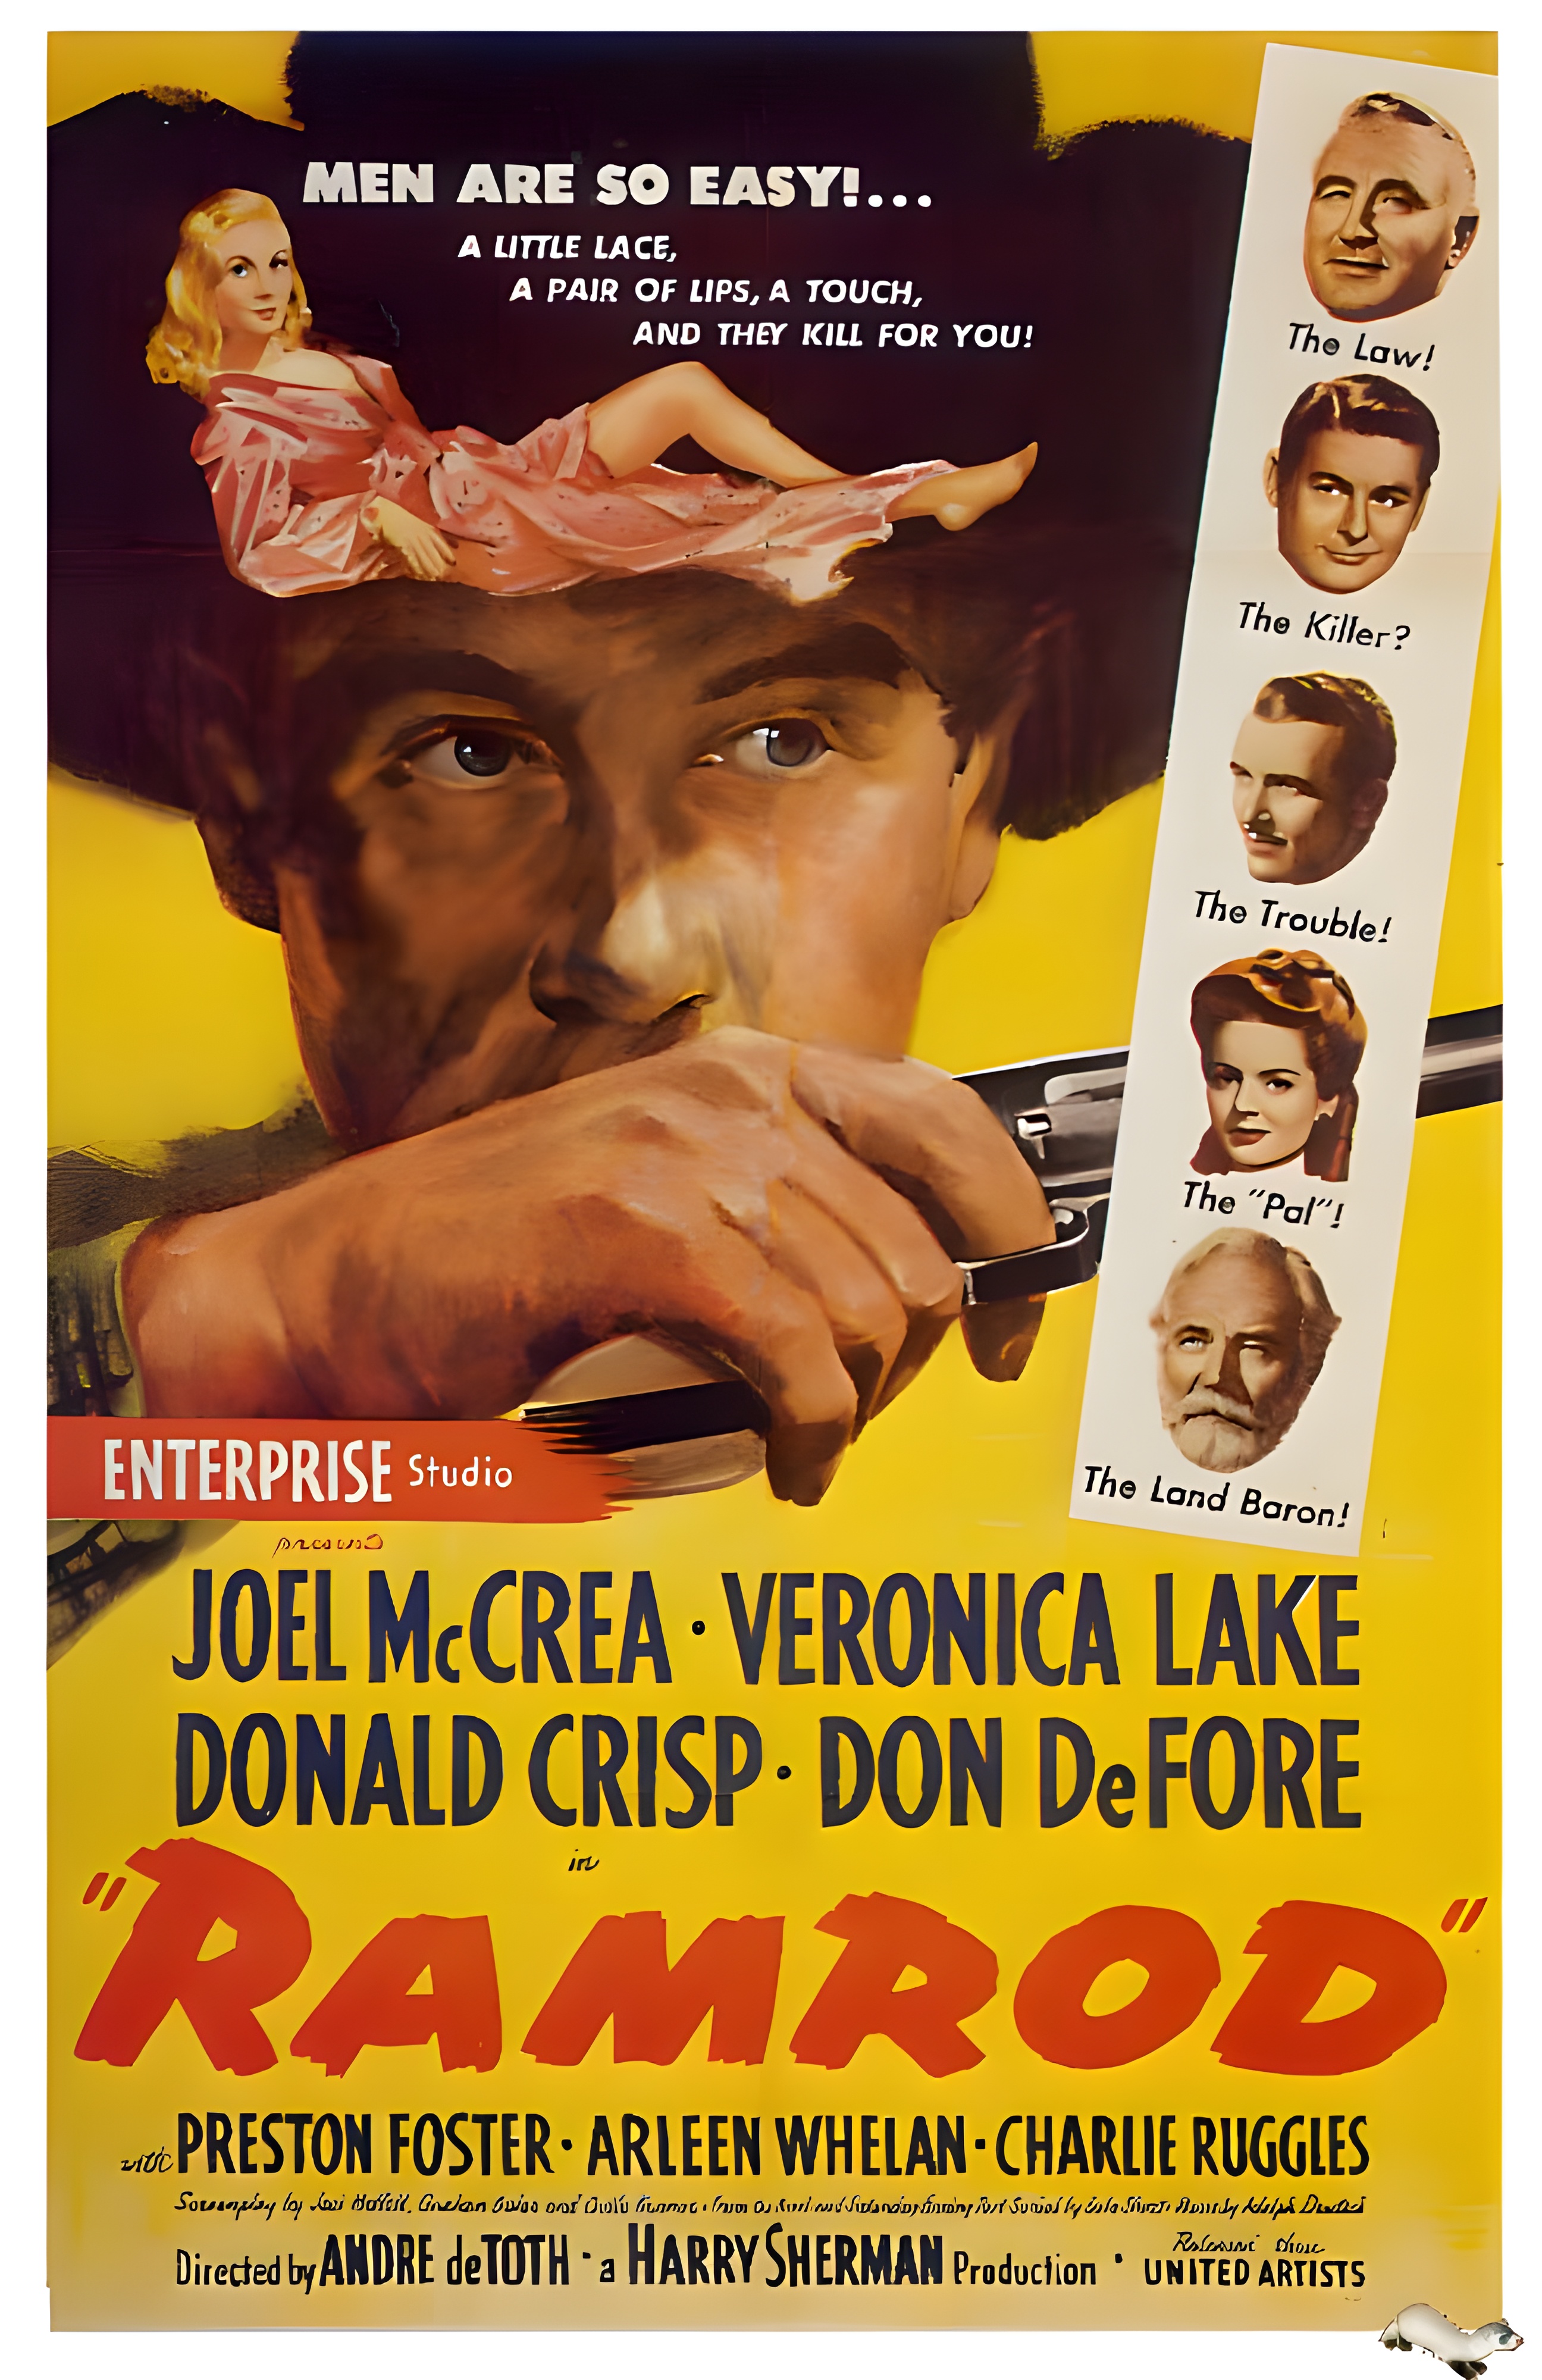 MEN ARE SO EASY!...
A LITTLE LACE,
A PAIR OF LIPS, A TOUCH,
AND THEY KILL FOR YOU!
The Law!
The Killer?
The Trouble!
The "Pal"!
The Land Baron!
ENTERPRISE Studio
JOEL McCREA · VERONICA LAKE
DONALD CRISP · DON DeFORE
in
"RAMROD"
PRESTON FOSTER · ARLEEN WHELAN · CHARLIE RUGGLES
by and
Directed by ANDRE deTOTH · a HARRY SHERMAN Production · UNITED ARTISTS